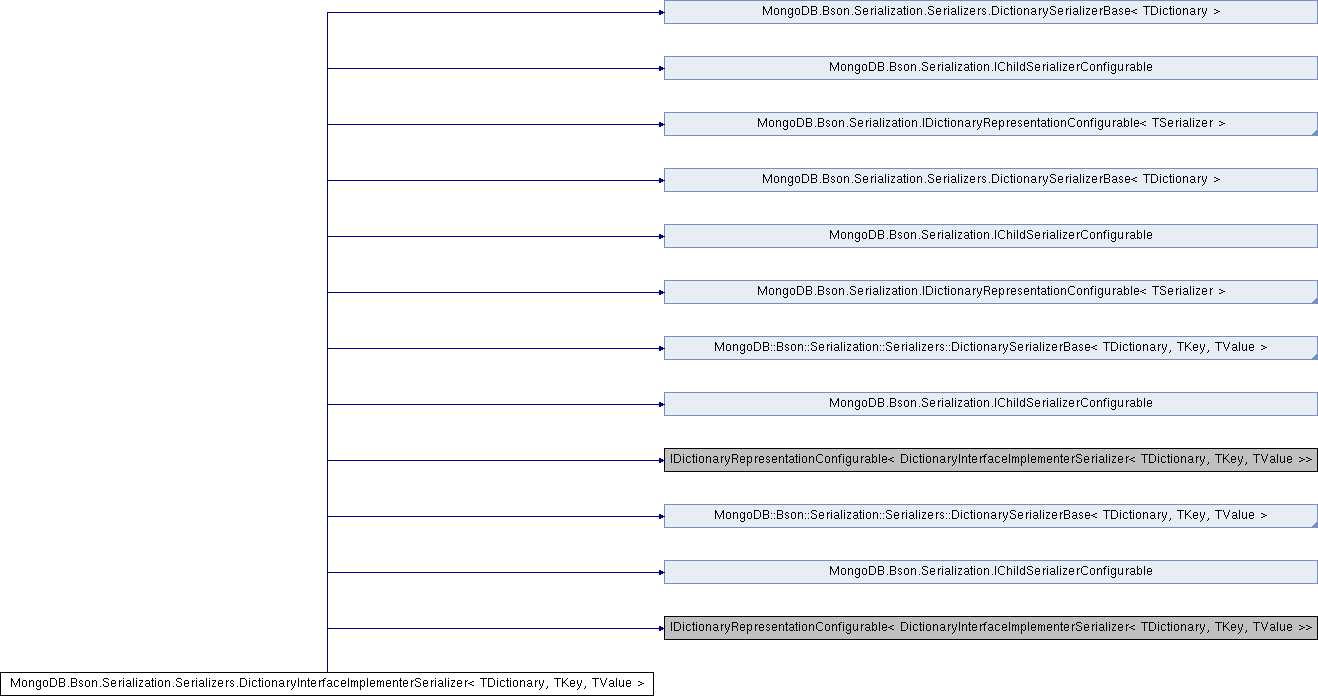 MongoDB.Bson.Serialization.Serializers.DictionarySerializerBase< TDictionary >
MongoDB.Bson.Serialization.IChildSerializerConfigurable
MongoDB.Bson.Serialization.IDictionaryRepresentationConfigurable< TSerializer >
MongoDB.Bson.Serialization.Serializers.DictionarySerializerBase< TDictionary >
MongoDB.Bson.Serialization.IChildSerializerConfigurable
MongoDB.Bson.Serialization.IDictionaryRepresentationConfigurable< TSerializer >
MongoDB::Bson::Serialization::Serializers::DictionarySerializerBase< TDictionary, TKey, TValue >
MongoDB.Bson.Serialization.IChildSerializerConfigurable
IDictionaryRepresentationConfigurable< DictionaryInterfaceImplementerSerializer< TDictionary, TKey, TValue >>
MongoDB::Bson::Serialization::Serializers::DictionarySerializerBase< TDictionary, TKey, TValue >
MongoDB.Bson.Serialization.IChildSerializerConfigurable
IDictionaryRepresentationConfigurable< DictionaryInterfaceImplementerSerializer< TDictionary, TKey, TValue >>
MongoDB.Bson.Serialization.Serializers.DictionaryInterfaceImplementerSerializer< TDictionary, TKey, TValue >